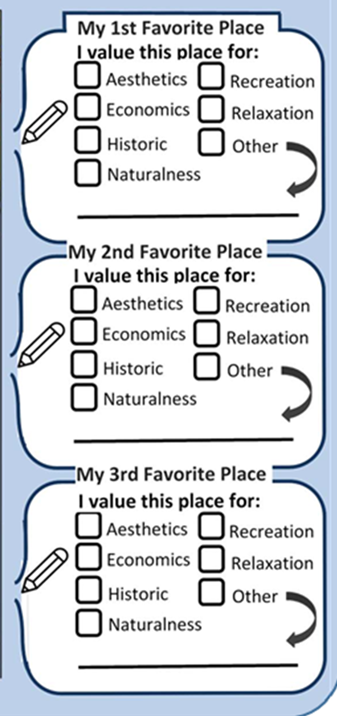 My 1st Favorite Place
I value this place for:
Aesthetics Recreation
Economics Relaxation
Historic Other
Naturalness
My 2nd Favorite Place
I value this place for:
Aesthetics Recreation
Economics Relaxation
Historic Other
Naturalness
My 3rd Favorite Place
I value this place for:
Aesthetics Recreation
Economics Relaxation
Historic Other
Naturalness